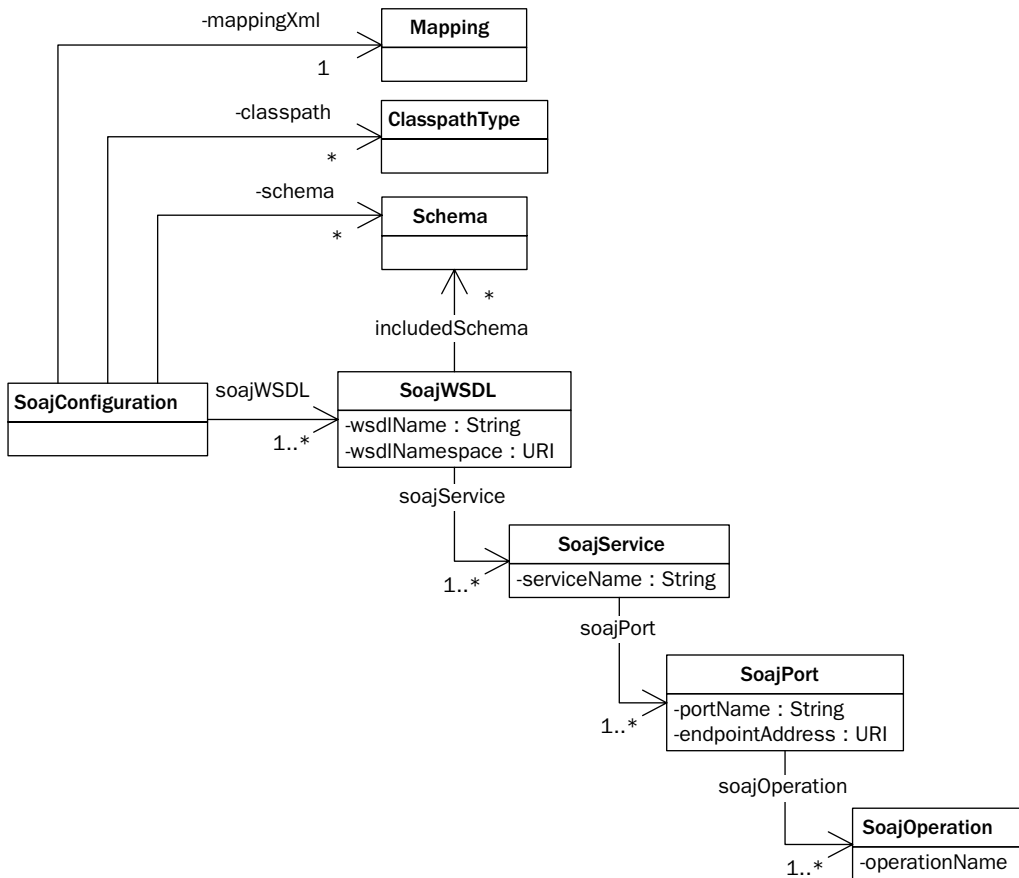 -mappingXml
Mapping
1
-classpath
ClasspathType
*
-schema
Schema
*
*
includedSchema
SoajConfiguration
soajWSDL
1..*
SoajWSDL
-wsdlName : String
-wsdlNamespace : URI
soajService
1..*
SoajService
-serviceName : String
soajPort
1..*
SoajPort
-portName : String
-endpointAddress : URI
soajOperation
1..*
SoajOperation
-operationName